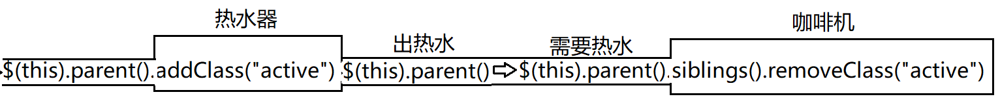 热水器
咖啡机
出热水
需要热水
$(this).parent().addClass("active") $(this).parent() $(this).parent().siblings().removeClass("active")